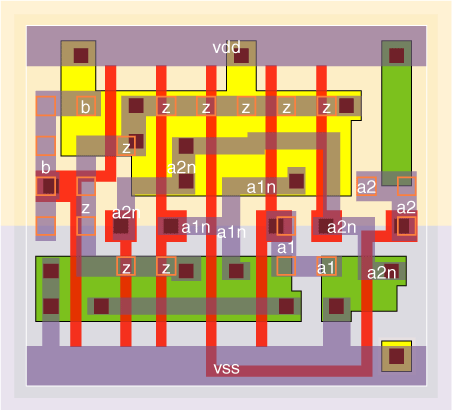 vdd
b z z z z z
z
b a2n
a1n a2
z a2n a2
a1n a1n a2n
a1
z z a1 a2n
vss